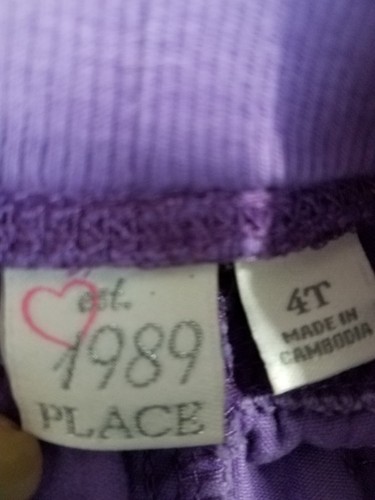 est.
1989
PLACE
4T
MADE IN
CAMBODIA